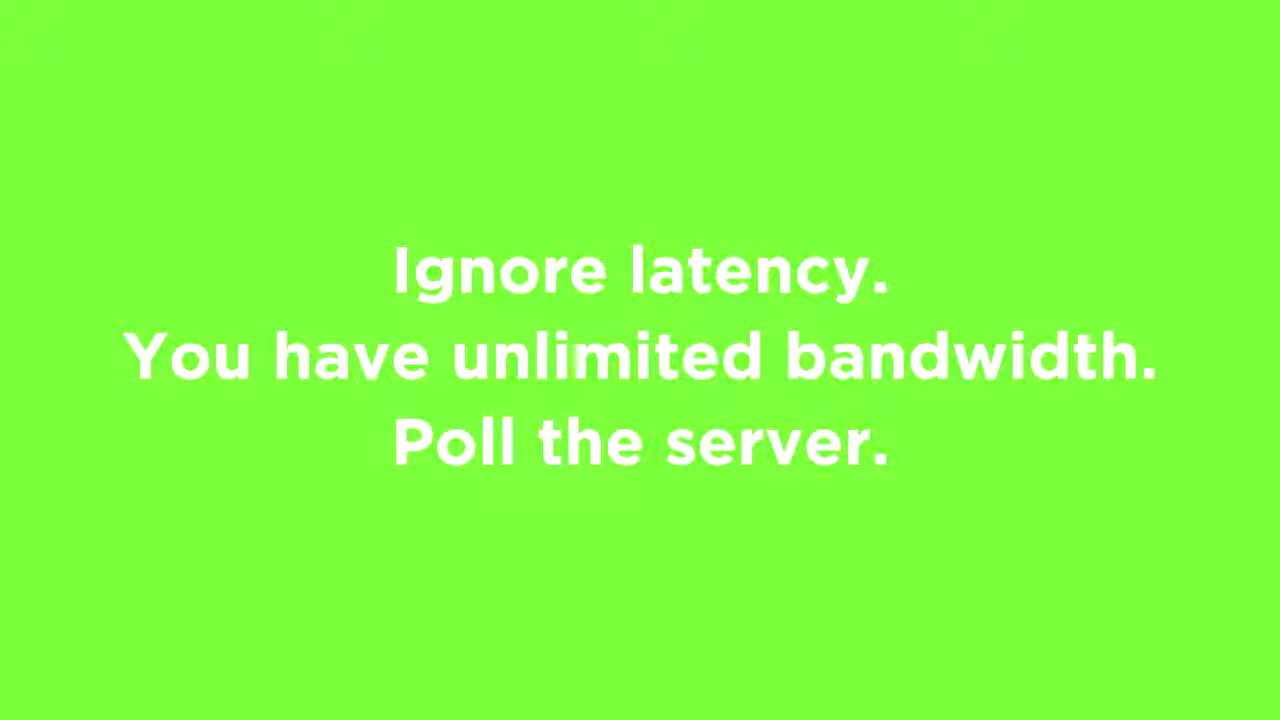 Ignore latency.
You have unlimited bandwidth.
Poll the server.